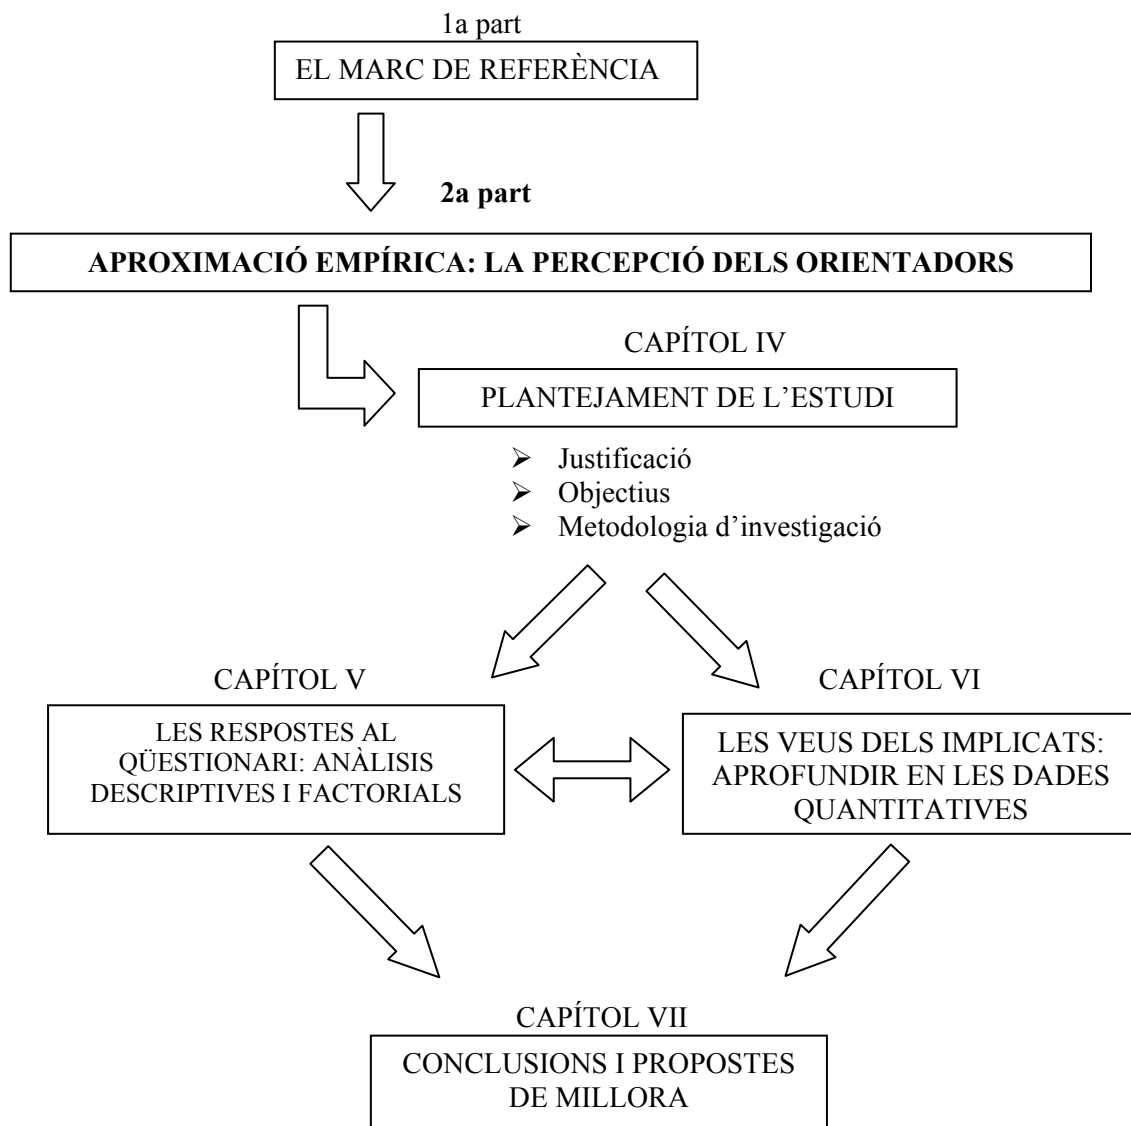 1a part
EL MARC DE REFERÈNCIA
2a part
APROXIMACIÓ EMPÍRICA: LA PERCEPCIÓ DELS ORIENTADORS
CAPÍTOL IV
PLANTEJAMENT DE L’ESTUDI
Justificació
Objectius
Metodologia d’investigació
CAPÍTOL V
LES RESPOSTES AL
QÜESTIONARI: ANÀLISIS
DESCRIPTIVES I FACTORIALS
CAPÍTOL VI
LES VEUS DELS IMPLICATS:
APROFUNDIR EN LES DADES
QUANTITATIVES
CAPÍTOL VII
CONCLUSIONS I PROPOSTES
DE MILLORA